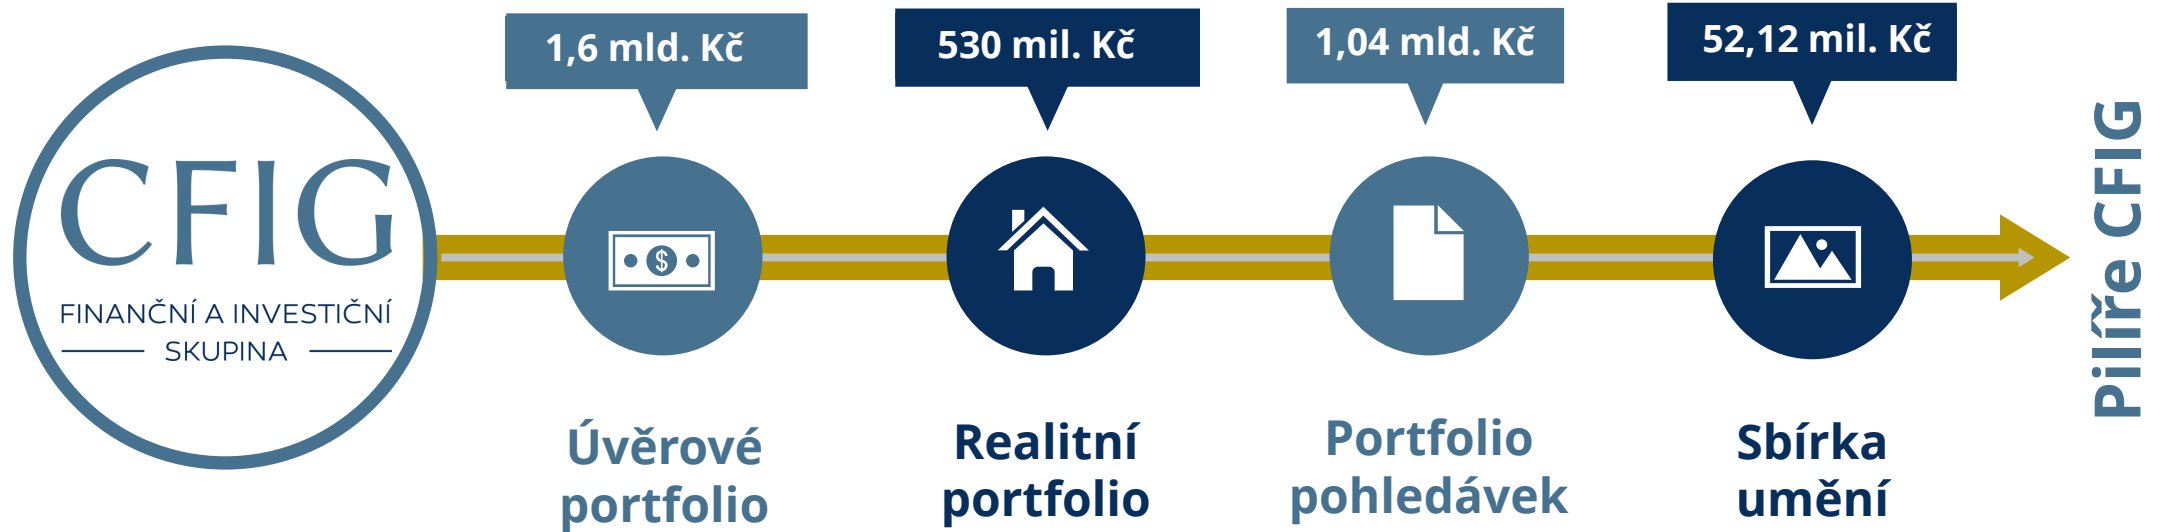 CFIG
FINANČNÍ A INVESTIČNÍ
SKUPINA
1,6 mld. Kč
Úvěrové
portfolio
530 mil. Kč
Realitní
portfolio
1,04 mld. Kč
Portfolio
pohledávek
52,12 mil. Kč
Sbírka
umění
Pilíře CFIG